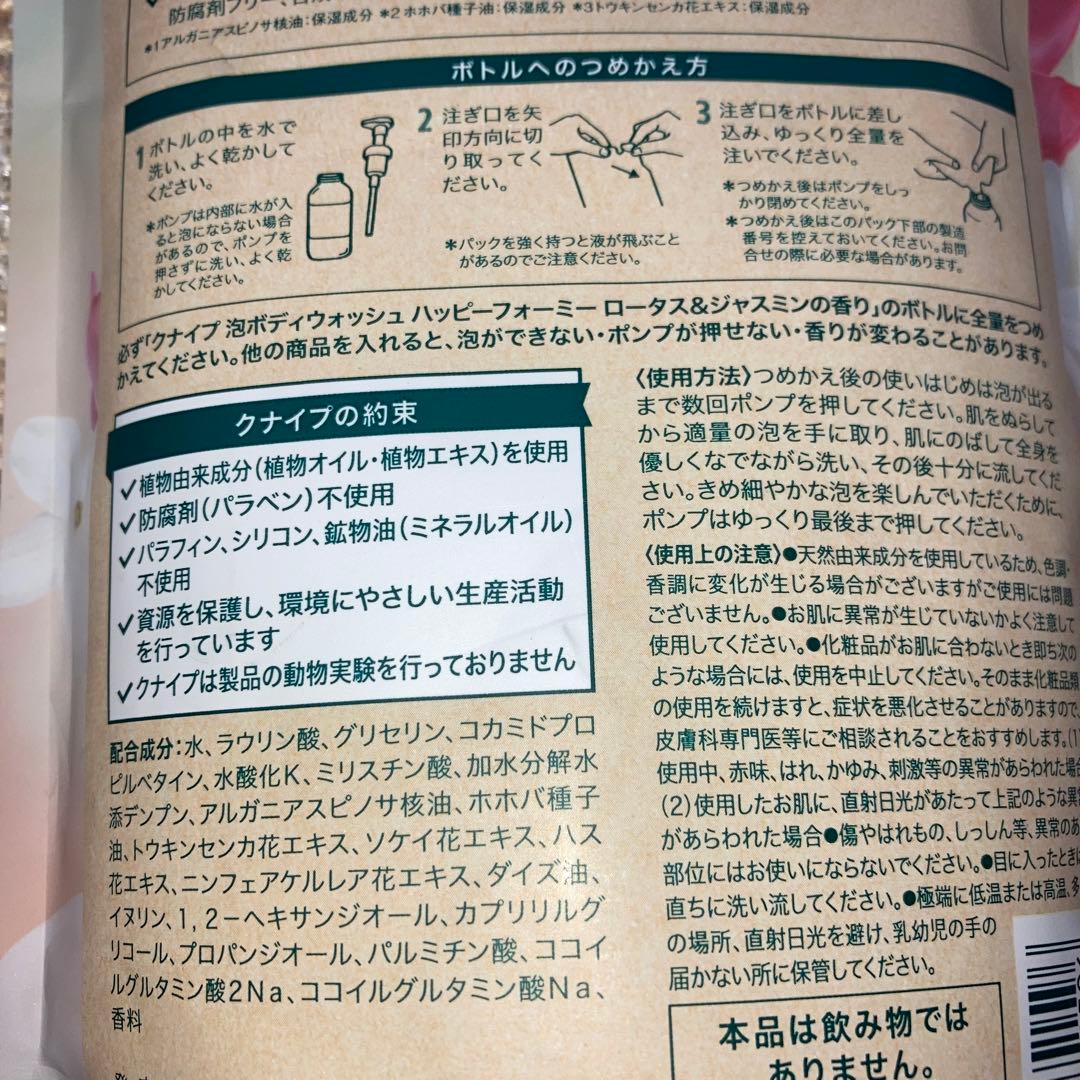 防腐剤フリー、
*1アルガニアスピノサ核油:保湿成分 *2ホホバ種子油:保湿成分 *3トウキンセンカ花エキス:保湿成分
ボトルへのつめかえ方
1 ボトルの中を水で
洗い、よく乾かして
ください。
*ポンプは内部に水が入
ると泡にならない場合
があるので、ポンプを
押さずに洗い、よく乾
かしてください。
2 注ぎ口を矢
印方向に切
り取ってく
ださい。
*パックを強く持つと液が飛ぶこと
があるのでご注意ください。
3 注ぎ口をボトルに差し
込み、ゆっくり全量を
注いでください。
*つめかえ後はポンプをしっ
かり閉めてください。
*つめかえ後はこのパック下部の製造
番号を控えておいてください。お問
合せの際に必要な場合があります。
必ず「クナイプ 泡ボディウォッシュ ハッピーフォーミー ロータス&ジャスミンの香り」のボトルに全量をつめ
かえてください。他の商品を入れると、泡ができない・ポンプが押せない・香りが変わることがあります。
クナイプの約束
✓植物由来成分(植物オイル・植物エキス)を使用
✓防腐剤(パラベン)不使用
✓パラフィン、シリコン、鉱物油(ミネラルオイル)
不使用
✓資源を保護し、環境にやさしい生産活動
を行っています
✓クナイプは製品の動物実験を行っておりません
配合成分:水、ラウリン酸、グリセリン、コカミドプロ
ピルベタイン、水酸化K、ミリスチン酸、加水分解水
添デンプン、アルガニアスピノサ核油、ホホバ種子
油、トウキンセンカ花エキス、ソケイ花エキス、ハス
花エキス、ニンフェアケルレア花エキス、ダイズ油、
イヌリン、1,2-ヘキサンジオール、カプリリルグ
リコール、プロパンジオール、パルミチン酸、ココイ
ルグルタミン酸2Na、ココイルグルタミン酸Na、
香料
〈使用方法〉つめかえ後の使いはじめは泡が出る
まで数回ポンプを押してください。肌をぬらして
から適量の泡を手に取り、肌にのばして全身を
優しくなでながら洗い、その後十分に流してくだ
さい。きめ細やかな泡を楽しんでいただくために、
ポンプはゆっくり最後まで押してください。
〈使用上の注意〉●天然由来成分を使用しているため、色調・
香調に変化が生じる場合がございますがご使用には問題
ございません。●お肌に異常が生じていないかよく注意して
使用してください。●化粧品がお肌に合わないとき即ち次の
ような場合には、使用を中止してください。そのまま化粧品類
の使用を続けますと、症状を悪化させることがありますので、
皮膚科専門医等にご相談されることをおすすめします。(1)
使用中、赤味、はれ、かゆみ、刺激等の異常があらわれた場合
(2)使用したお肌に、直射日光があたって上記のような異常
があらわれた場合●傷やはれもの、しっしん等、異常のあ
部位にはお使いにならないでください。●目に入ったときは
直ちに洗い流してください。●極端に低温または高温、多
の場所、直射日光を避け、乳幼児の手の
届かない所に保管してください。
本品は飲み物では
ありません。